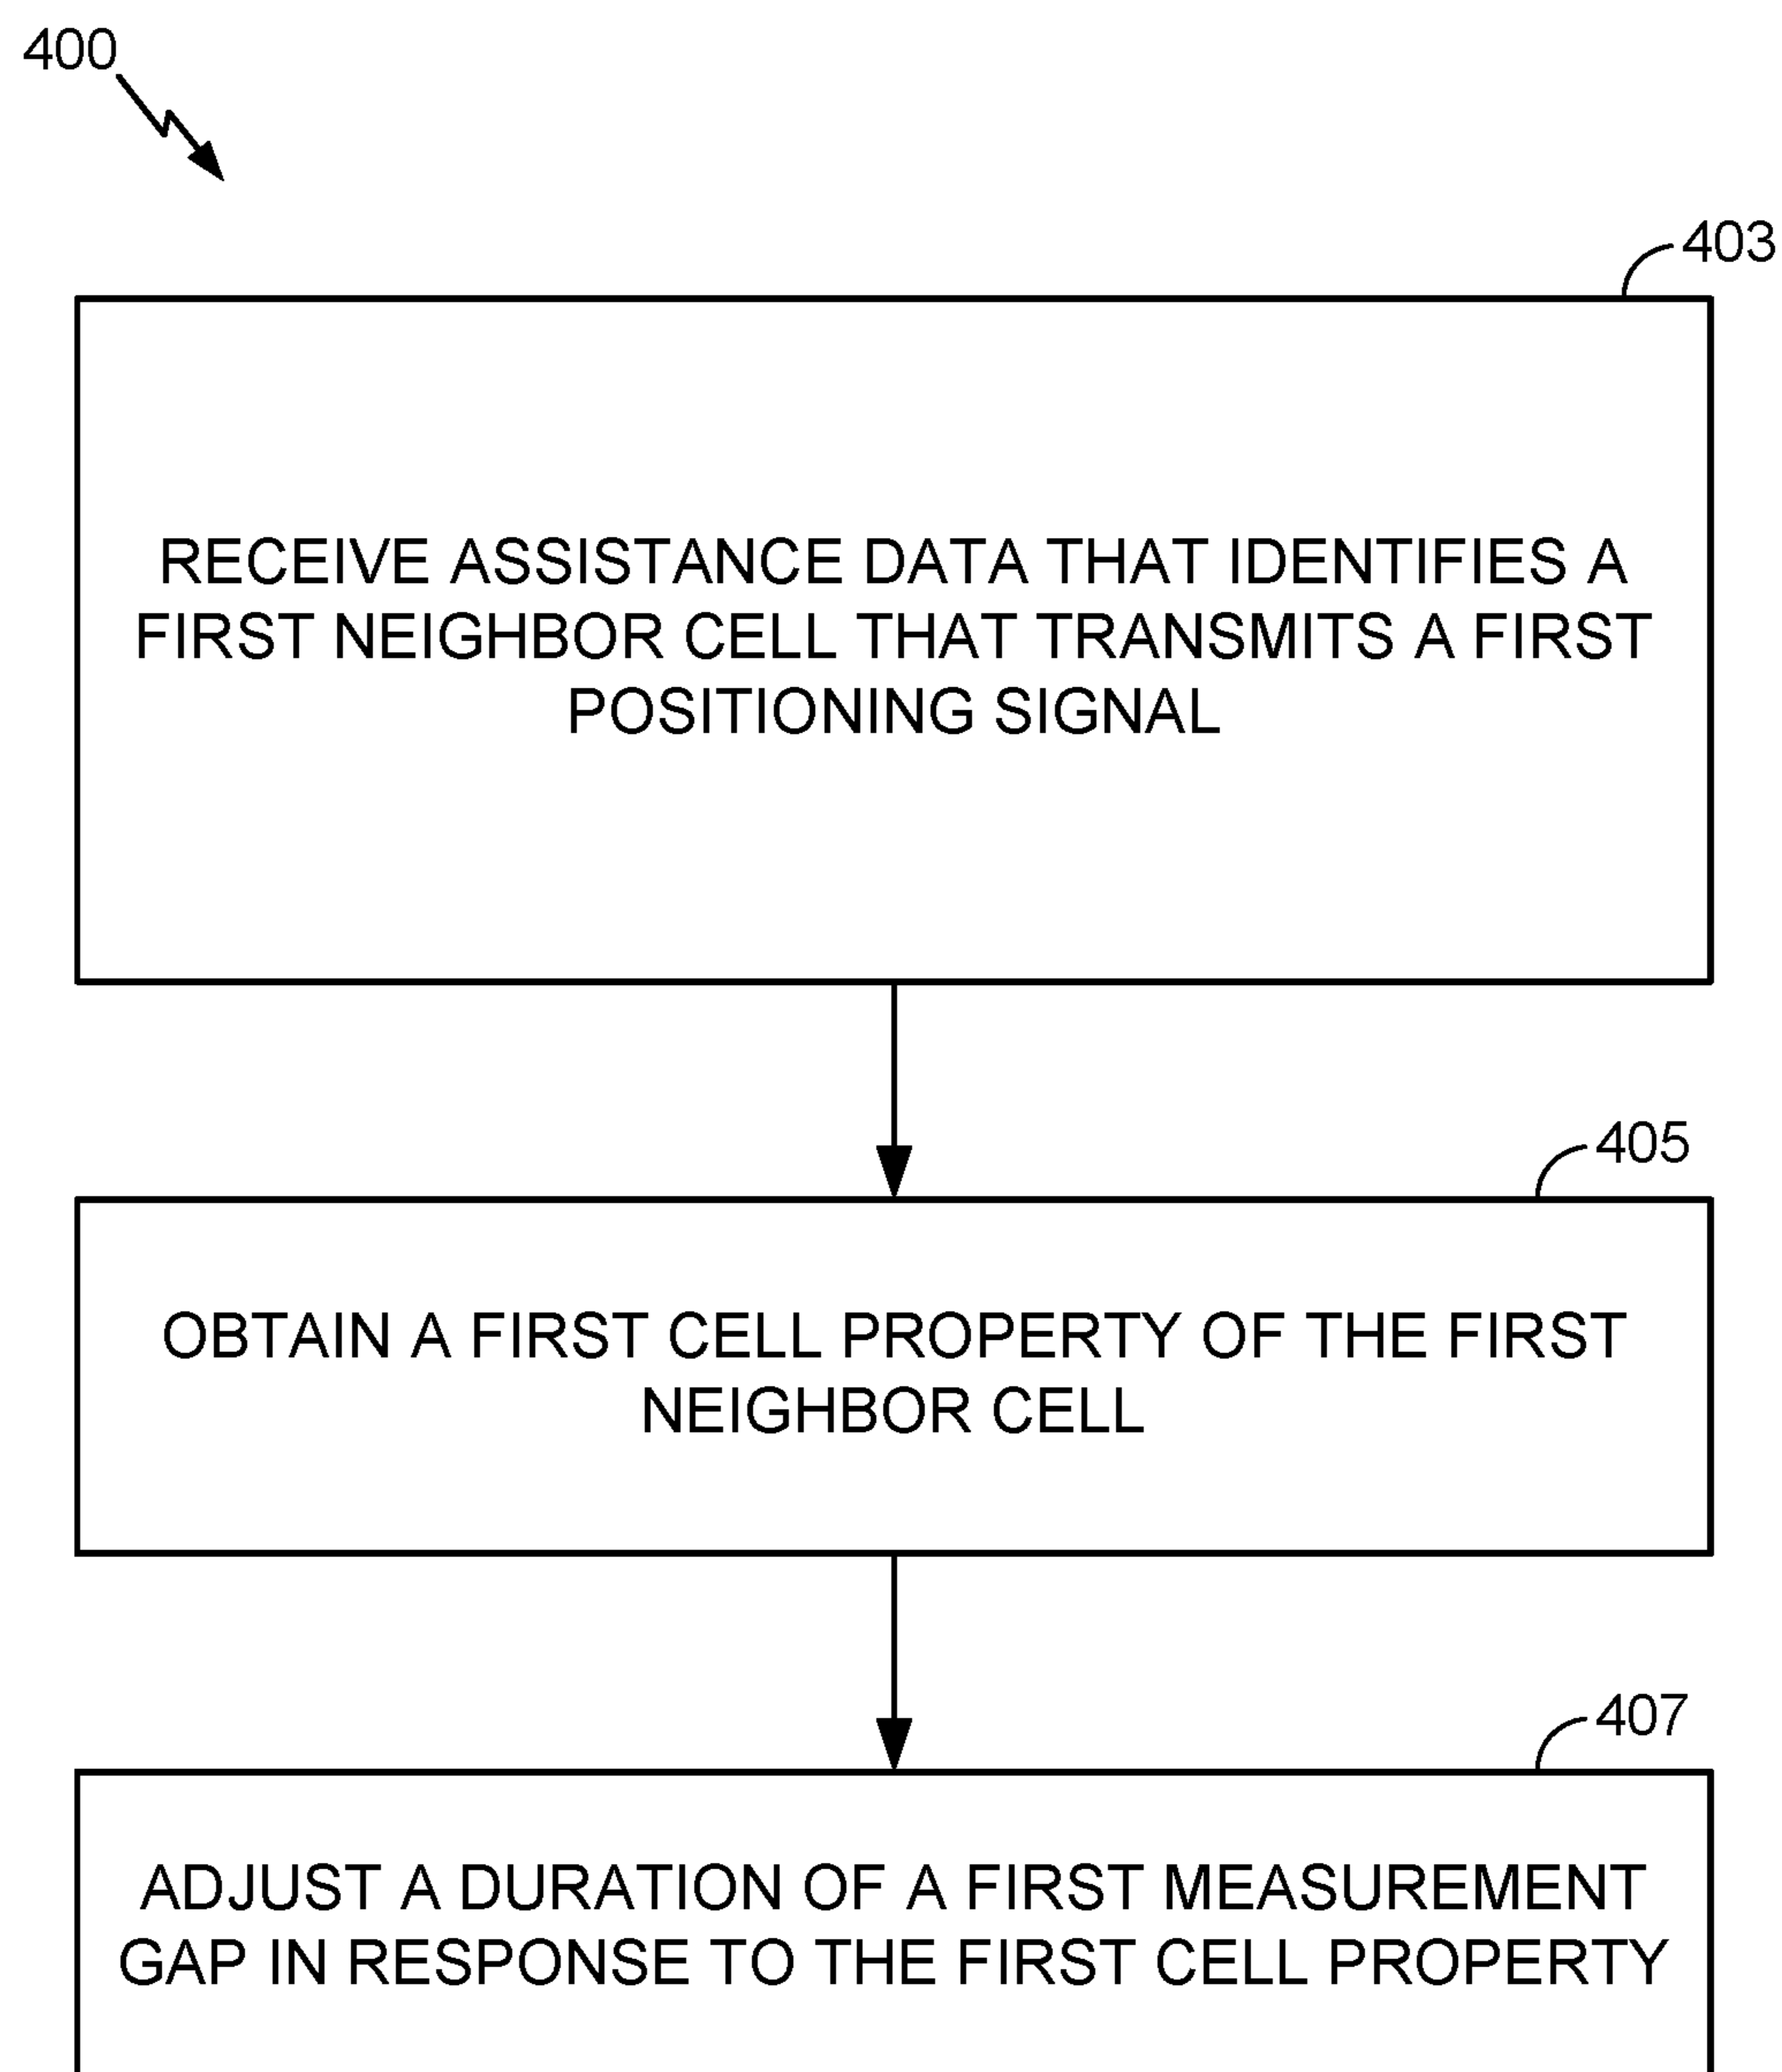 400
403
RECEIVE ASSISTANCE DATA THAT IDENTIFIES A
FIRST NEIGHBOR CELL THAT TRANSMITS A FIRST
POSITIONING SIGNAL
405
OBTAIN A FIRST CELL PROPERTY OF THE FIRST
NEIGHBOR CELL
407
ADJUST A DURATION OF A FIRST MEASUREMENT
GAP IN RESPONSE TO THE FIRST CELL PROPERTY